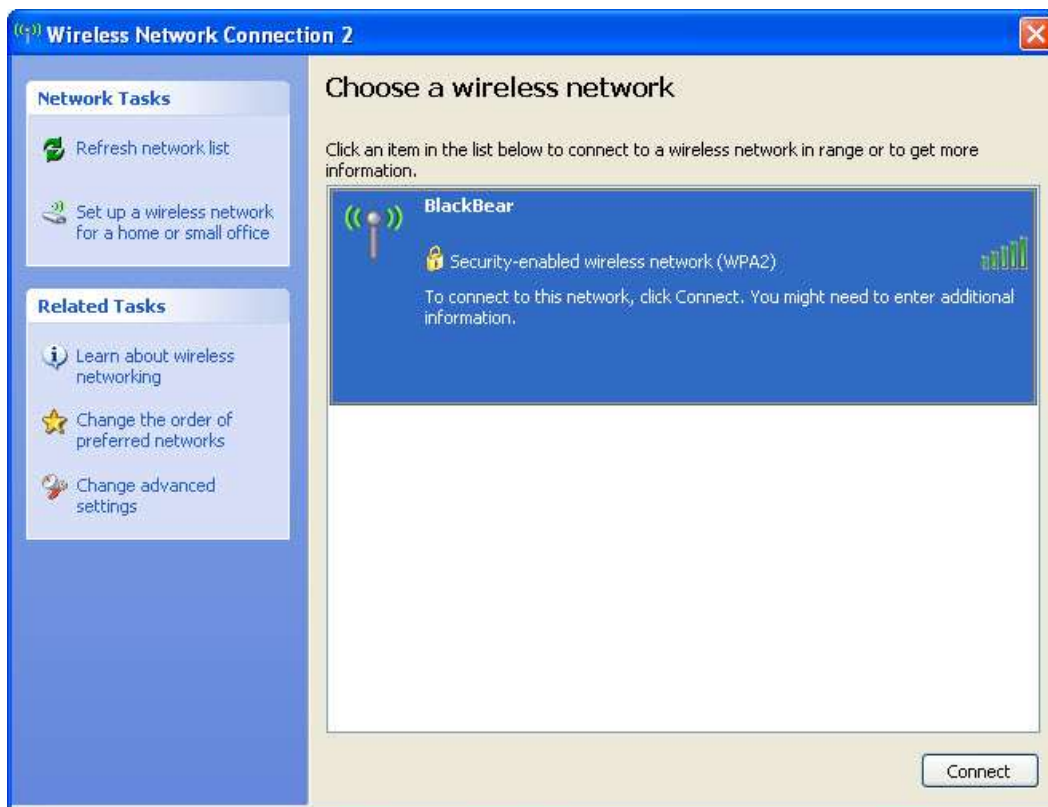 Wireless Network Connection 2
Network Tasks
Refresh network list
Set up a wireless network
for a home or small office
Related Tasks
Learn about wireless
networking
Change the order of
preferred networks
Change advanced
settings
Choose a wireless network
Click an item in the list below to connect to a wireless network in range or to get more
information.
BlackBear
Security-enabled wireless network (WPA2)
To connect to this network, click Connect. You might need to enter additional
information.
Connect